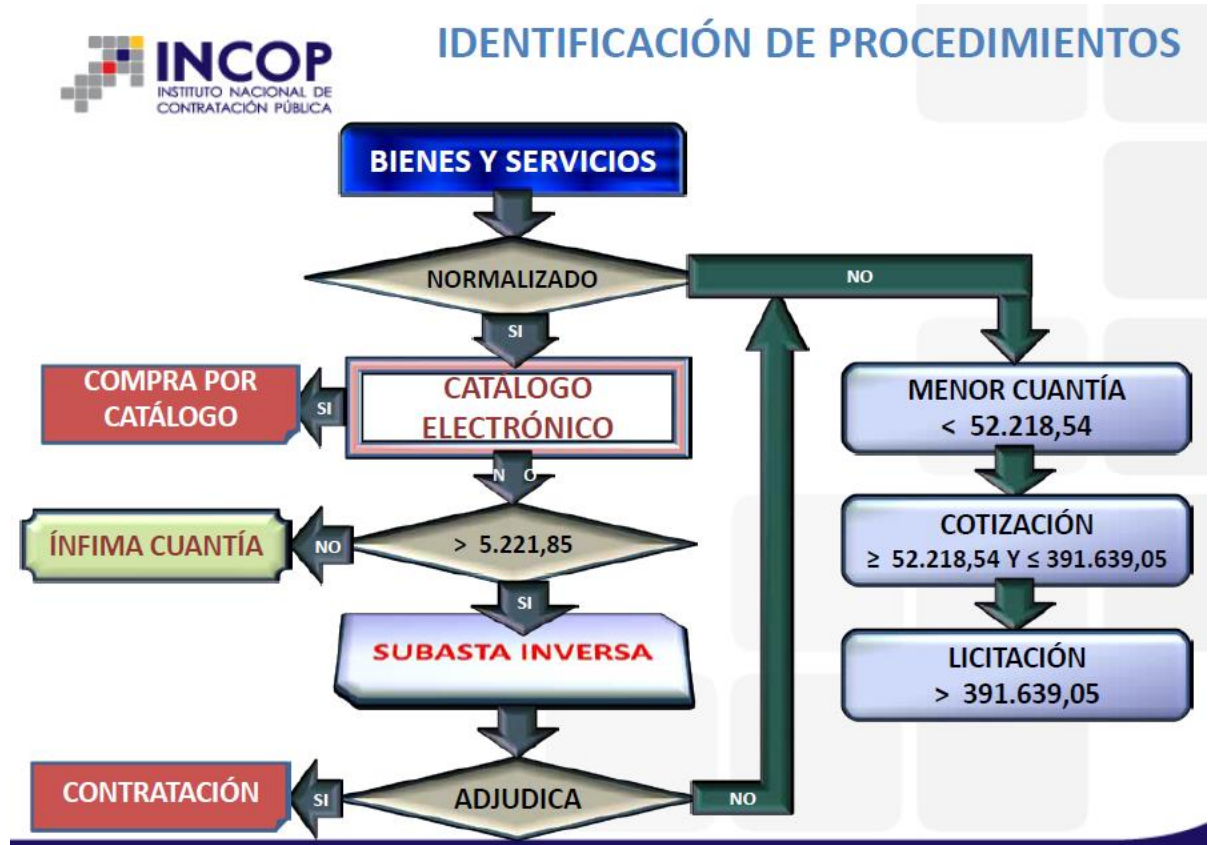 INCOP
INSTITUTO NACIONAL DE
CONTRATACIÓN PÚBLICA
IDENTIFICACIÓN DE PROCEDIMIENTOS
BIENES Y SERVICIOS
NORMALIZADO
NO
SI
COMPRA POR
CATÁLOGO
SI
CATÁLOGO
ELECTRÓNICO
MENOR CUANTÍA
< 52.218,54
N O
ÍNFIMA CUANTÍA
NO
> 5.221,85
COTIZACIÓN
≥ 52.218,54 Y ≤ 391.639,05
SI
SUBASTA INVERSA
LICITACIÓN
> 391.639,05
CONTRATACIÓN
SI
ADJUDICA
NO